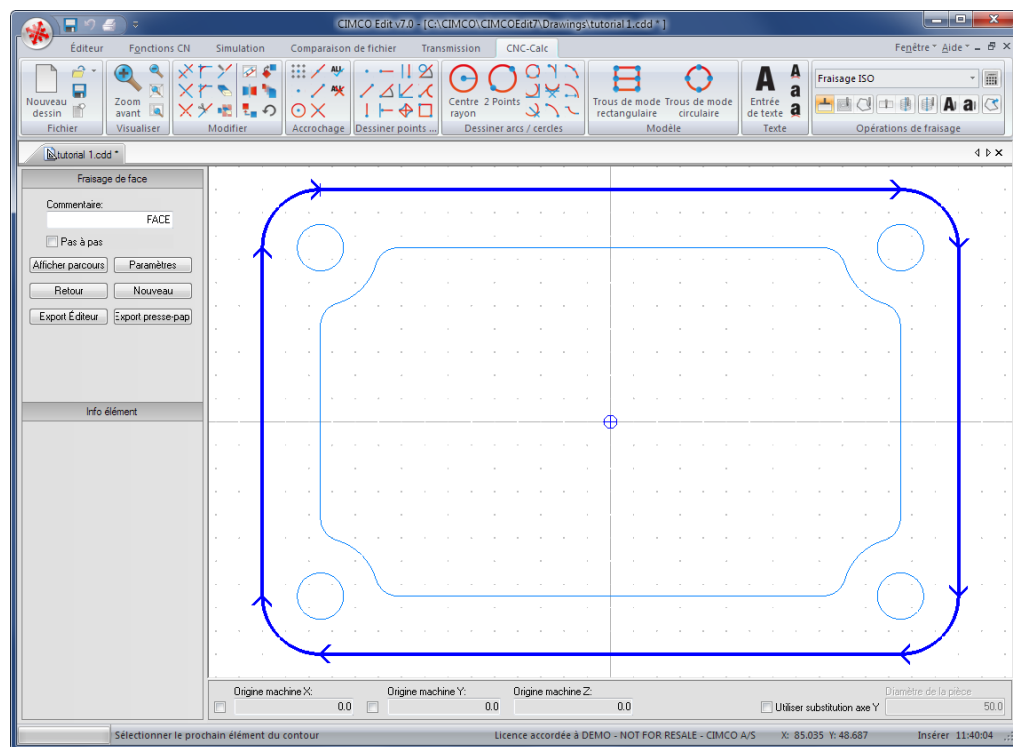 CIMCO Edit v7.0 - [C:\CIMCO\CIMCOEdit7\Drawings\tutorial 1.cdd * ]
Éditeur Fonctions CN Simulation Comparaison de fichier Transmission CNC-Calc Fenêtre Aide
Nouveau dessin
Zoom avant
Centre rayon
2 Points
Trous de mode rectangulaire
Trous de mode circulaire
Entrée de texte
Fraisage ISO
Fichier Visualiser Modifier Accrochage Dessiner points ... Dessiner arcs / cercles Modèle Texte Opérations de fraisage
tutorial 1.cdd *
Fraisage de face
Commentaire:
FACE
Pas à pas
Afficher parcours Paramètres
Retour Nouveau
Export Éditeur Export presse-pap
Info élément
Origine machine X: Origine machine Y: Origine machine Z: Diamètre de la pièce
0.0 0.0 0.0 Utiliser substitution axe Y 50.0
Sélectionner le prochain élément du contour Licence accordée à DEMO - NOT FOR RESALE - CIMCO A/S X: 85.035 Y: 48.687 Insérer 11:40:04